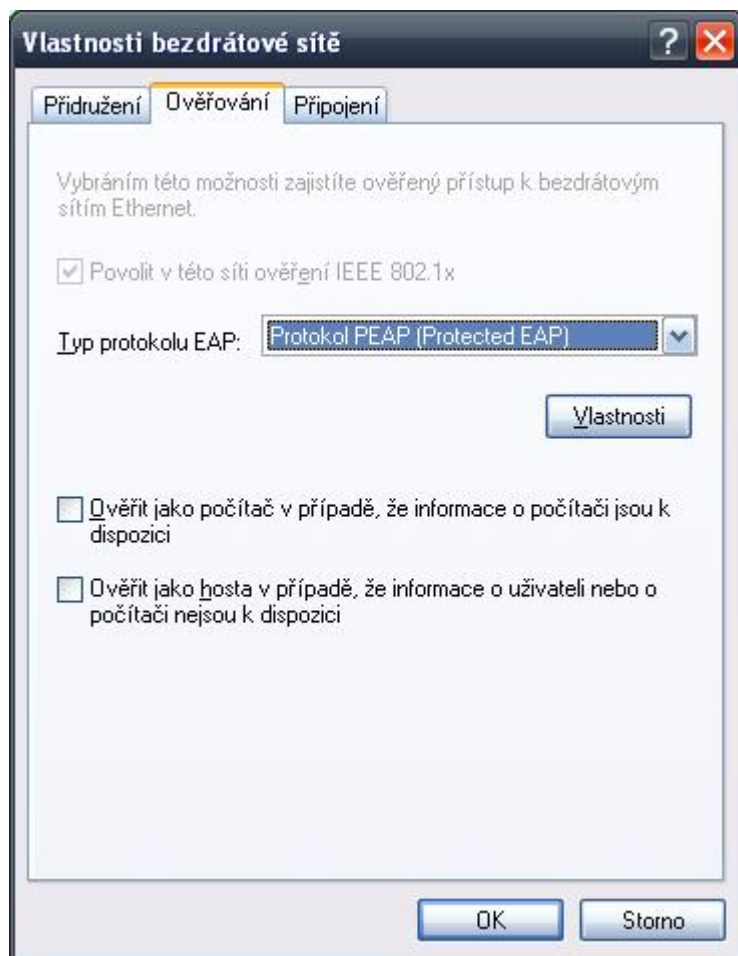 Vlastnosti bezdrátové sítě
Přidružení
Ověřování
Připojení
Vybráním této možnosti zajistíte ověřený přístup k bezdrátovým
sítím Ethernet.
Povolit v této síti ověření IEEE 802.1x
Typ protokolu EAP:
Protokol PEAP (Protected EAP)
Vlastnosti
Ověřit jako počítač v případě, že informace o počítači jsou k
dispozici
Ověřit jako hosta v případě, že informace o uživateli nebo o
počítači nejsou k dispozici
OK
Storno